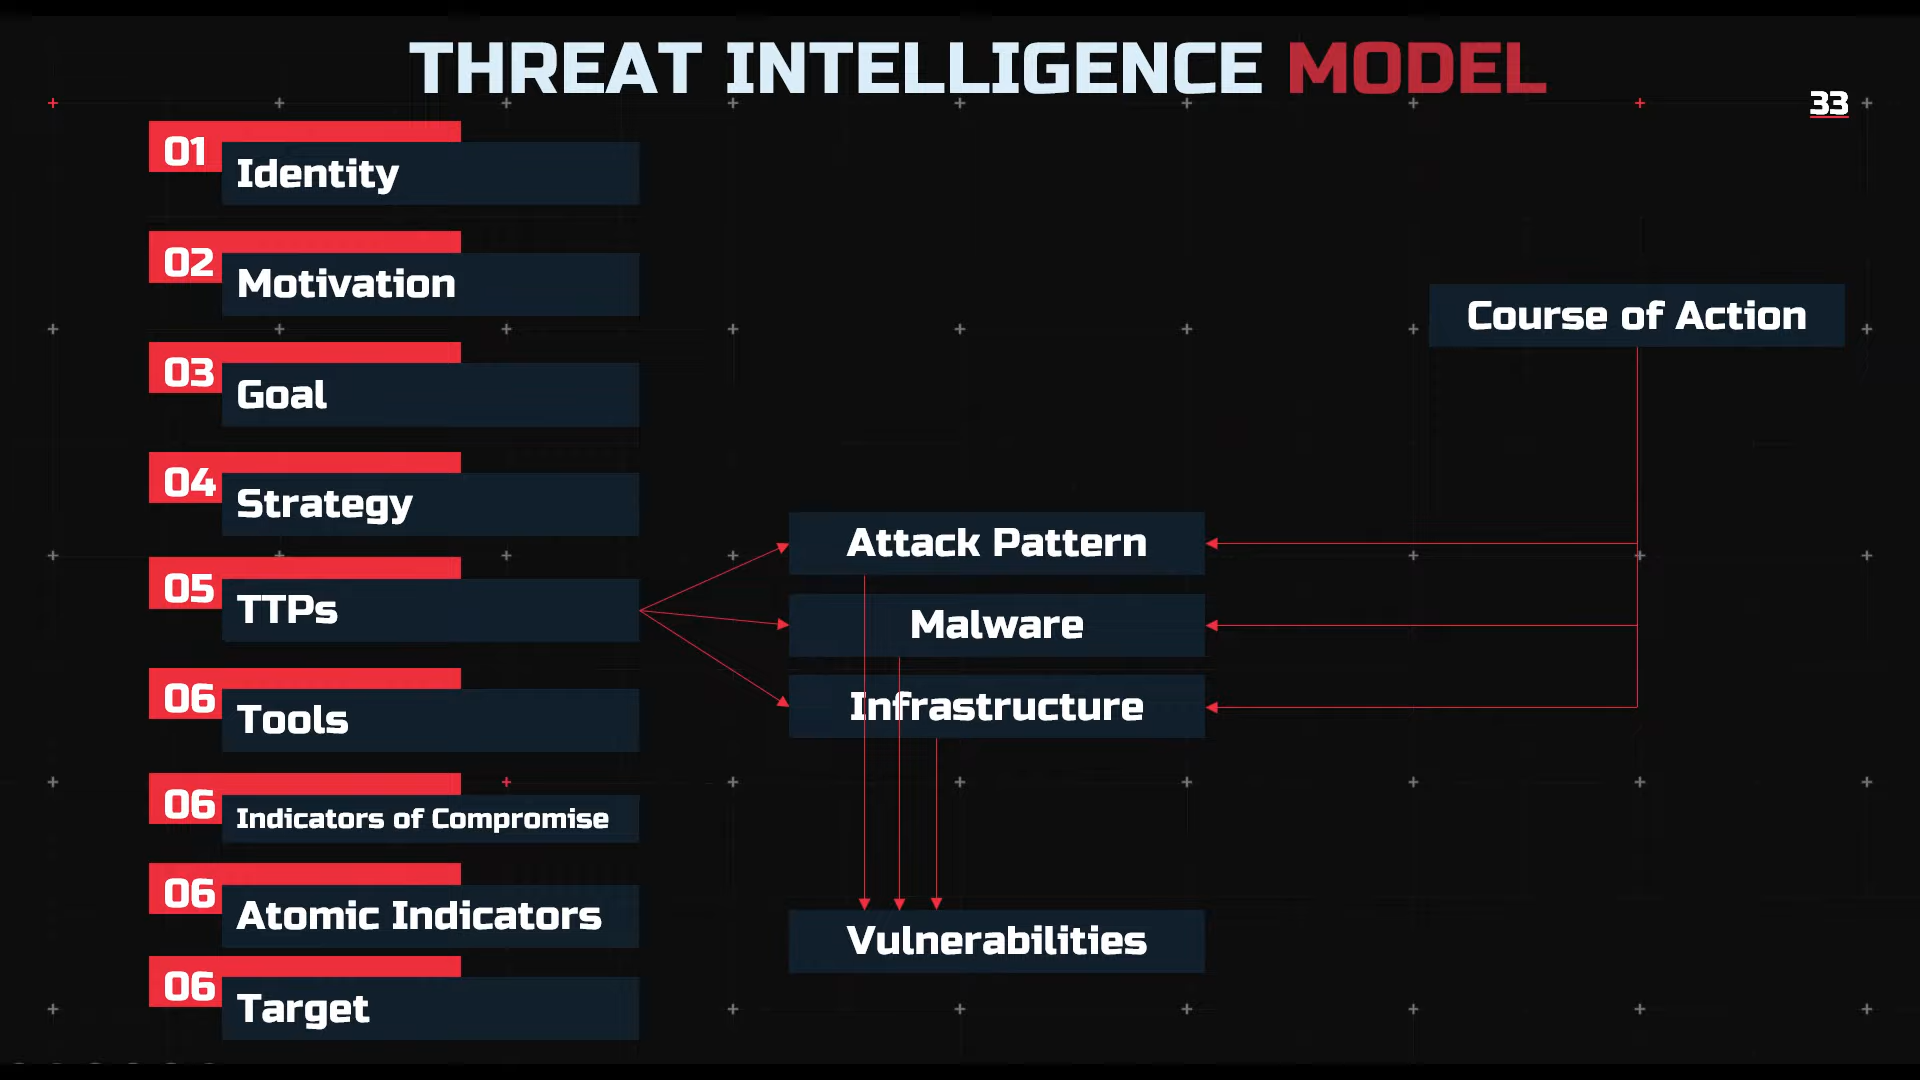 THREAT INTELLIGENCE MODEL
33
01
Identity
02
Motivation
03
Goal
04
Strategy
05
TTPs
06
Tools
06
Indicators of Compromise
06
Atomic Indicators
06
Target
Attack Pattern
Malware
Infrastructure
Vulnerabilities
Course of Action